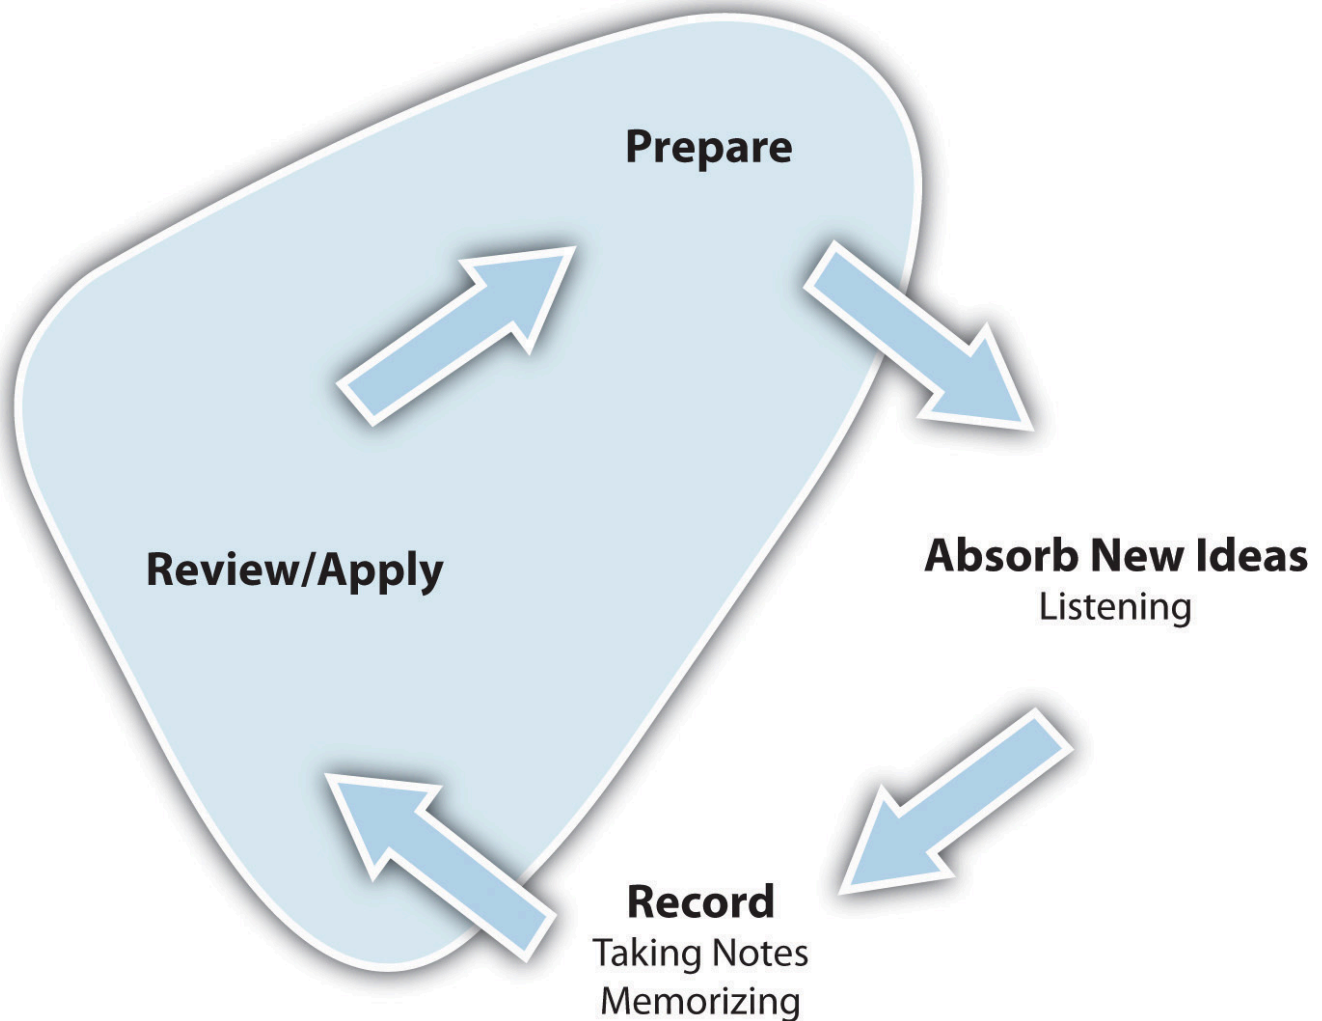 Prepare
Absorb New Ideas
Listening
Record
Taking Notes
Memorizing
Review/Apply